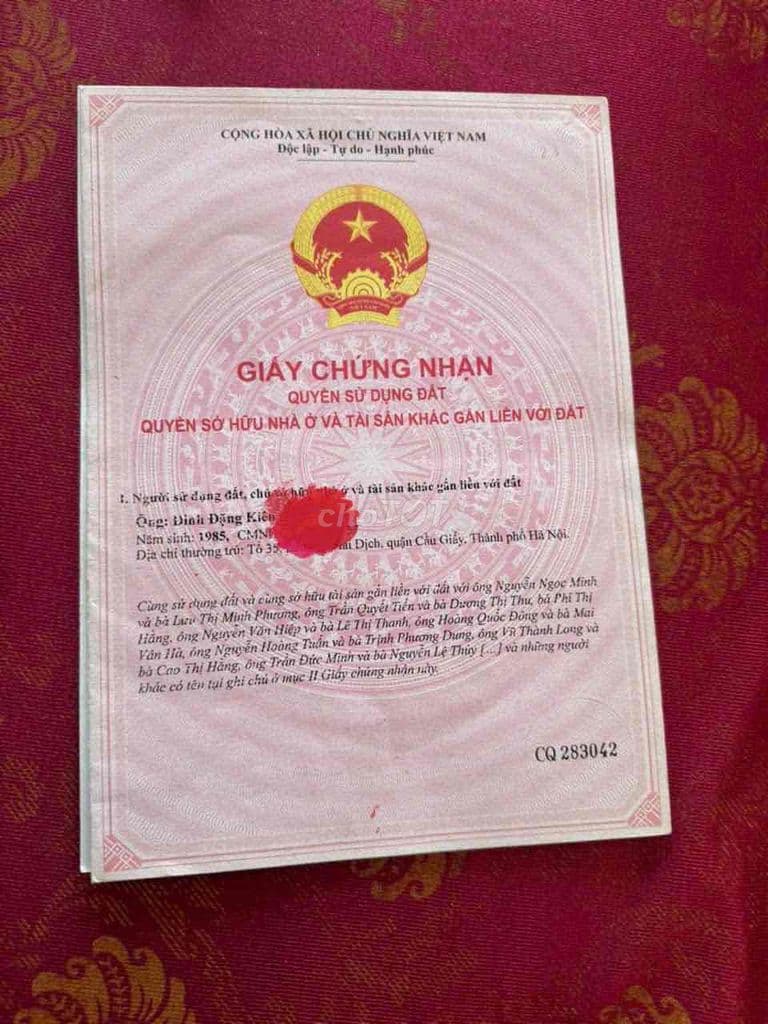 CỘNG HÒA XÃ HỘI CHỦ NGHĨA VIỆT NAM
Độc lập - Tự do - Hạnh phúc
GIẤY CHỨNG NHẬN
QUYỀN SỬ DỤNG ĐẤT
QUYỀN SỞ HỮU NHÀ Ở VÀ TÀI SẢN KHÁC GẮN LIỀN VỚI ĐẤT
I. Người sử dụng đất, chủ sở hữu nhà ở và tài sản khác gắn liền với đất
Ông: Đinh Đặng Kiên
Năm sinh: 1985, CMN
Địa chỉ thường trú: Tổ 35, Dịch, quận Cầu Giấy, Thành phố Hà Nội.
Cùng sử dụng đất và cùng sở hữu tài sản gắn liền với đất với ông Nguyễn Ngọc Minh
và bà Lưu Thị Minh Phương, ông Trần Quyết Tiến và bà Dương Thị Thu, bà Phí Thị
Hằng, ông Nguyễn Văn Hiệp và bà Lê Thị Thanh, ông Hoàng Quốc Đông và bà Mai
Vân Hà, ông Nguyễn Hoàng Tuấn và bà Trịnh Phương Dung, ông Vũ Thành Long và
bà Cao Thị Hằng, ông Trần Đức Minh và bà Nguyễn Lệ Thủy [...] và những người
khác có tên tại ghi chú ở mục II Giấy chứng nhận này.
CQ 283042